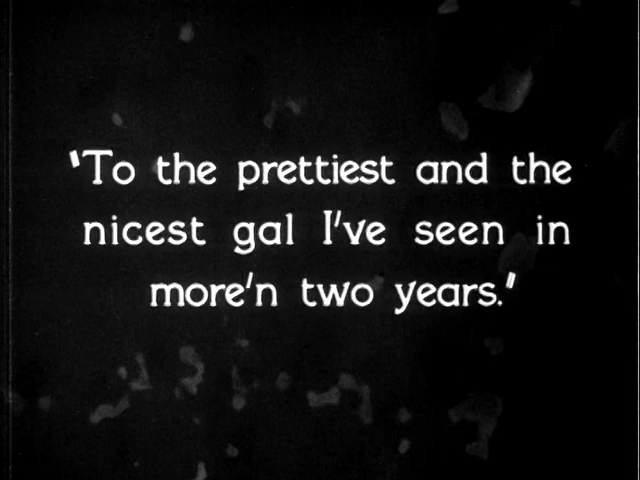 'To the prettiest and the
nicest gal I've seen in
more'n two years.'